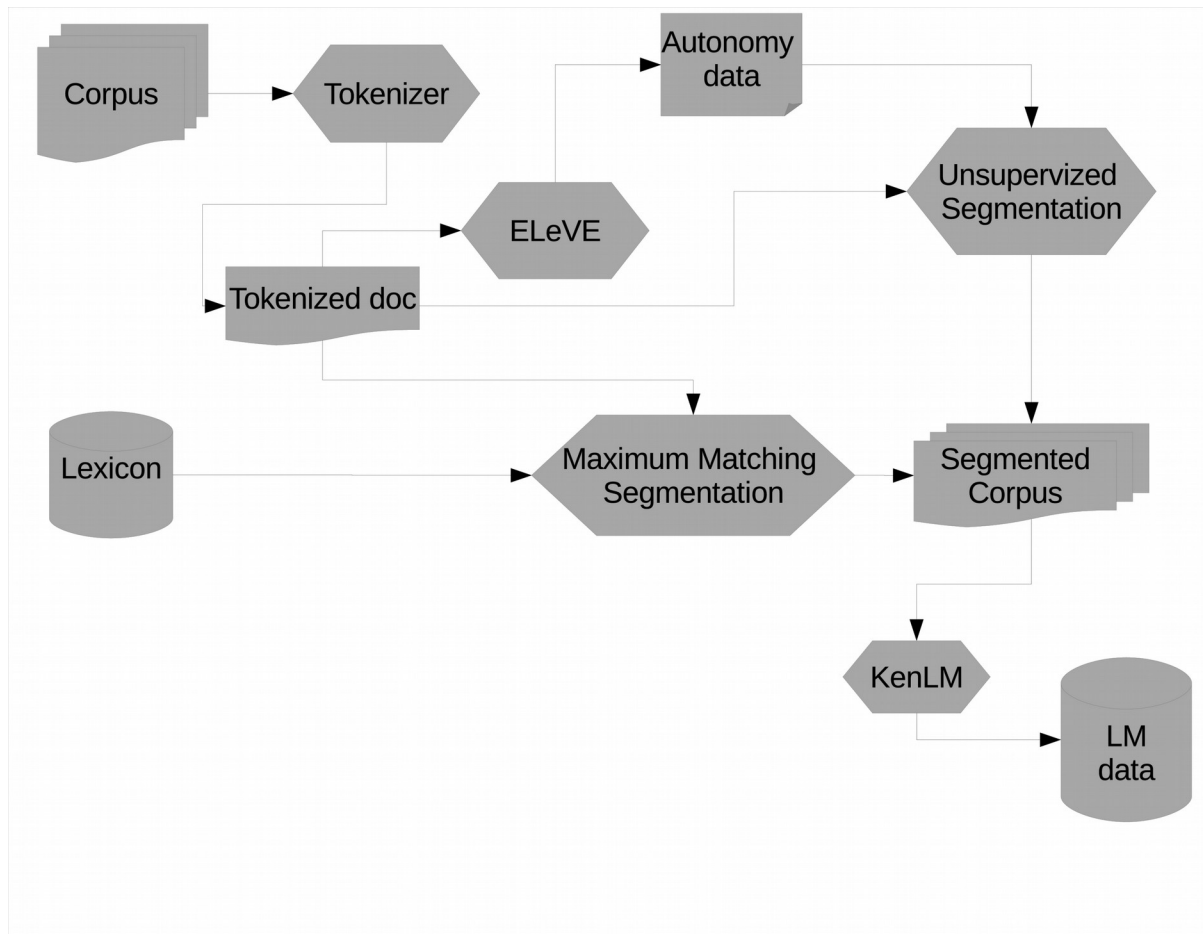 Corpus
Tokenizer
Autonomy
data
Unsupervized
Segmentation
ELeVE
Tokenized doc
Lexicon
Maximum Matching
Segmentation
Segmented
Corpus
KenLM
LM
data